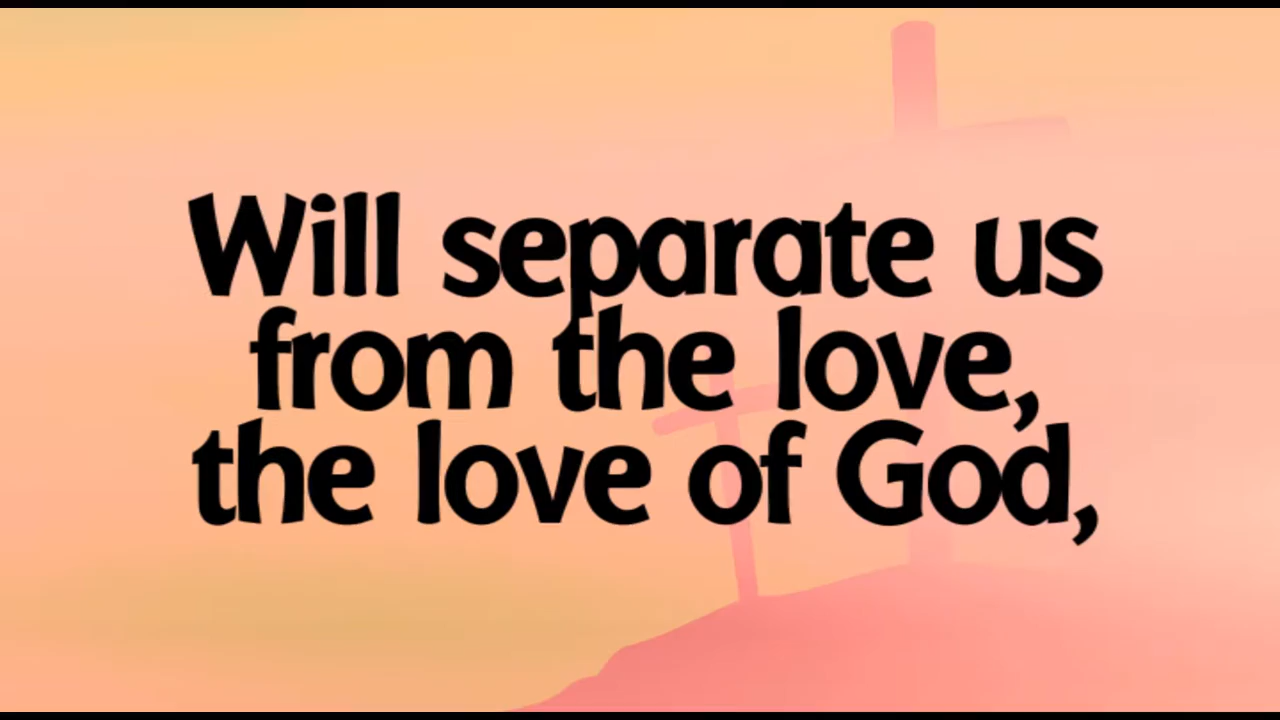 Will separate us
from the love,
the love of God,